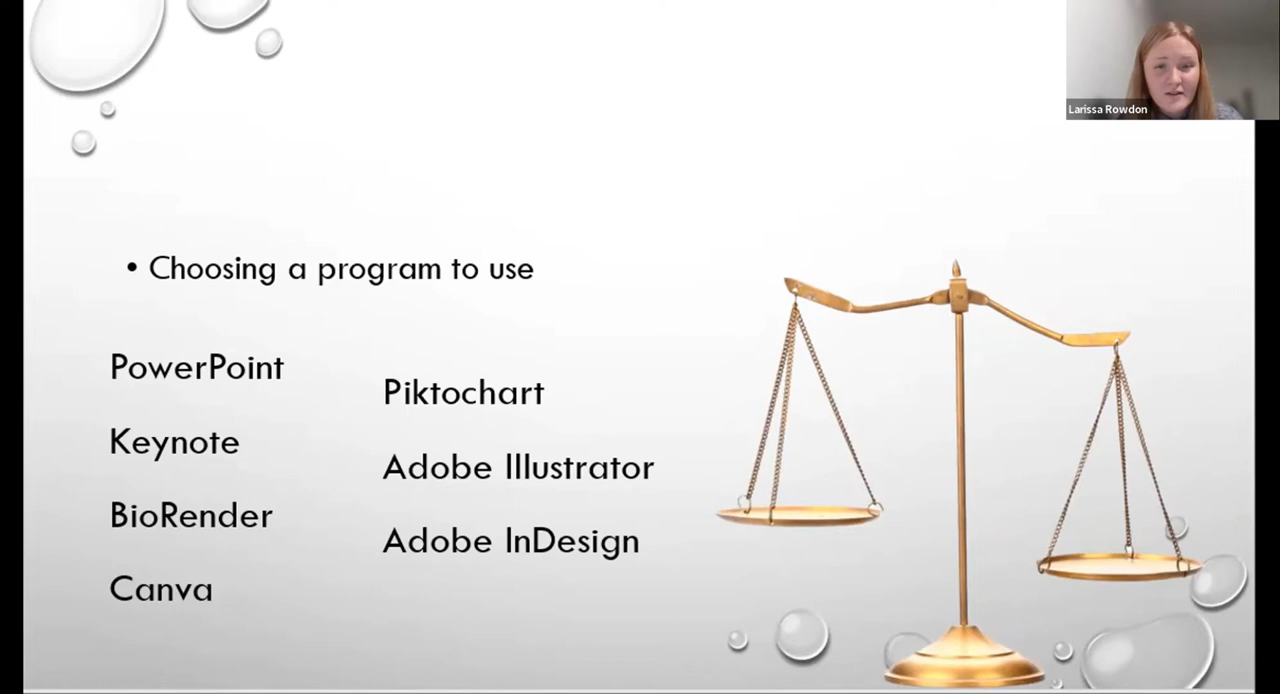 Larissa Rowdon
• Choosing a program to use
PowerPoint
Keynote
BioRender
Canva
Piktochart
Adobe Illustrator
Adobe InDesign